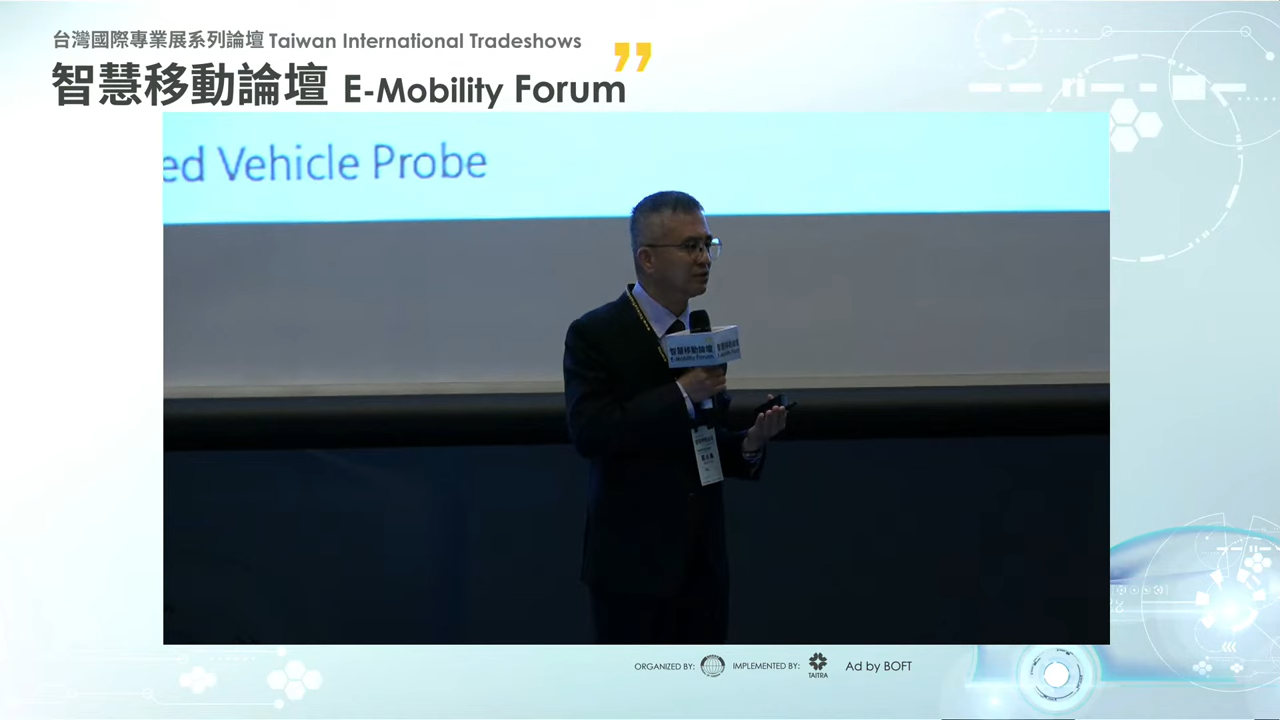 台灣國際專業展系列論壇 Taiwan International Tradeshows
智慧移動論壇 E-Mobility Forum”
ed Vehicle Probe
智慧移動論壇
E-Mobility Forum
ORGANIZED BY: IMPLEMENTED BY: TAITRA Ad by BOFT